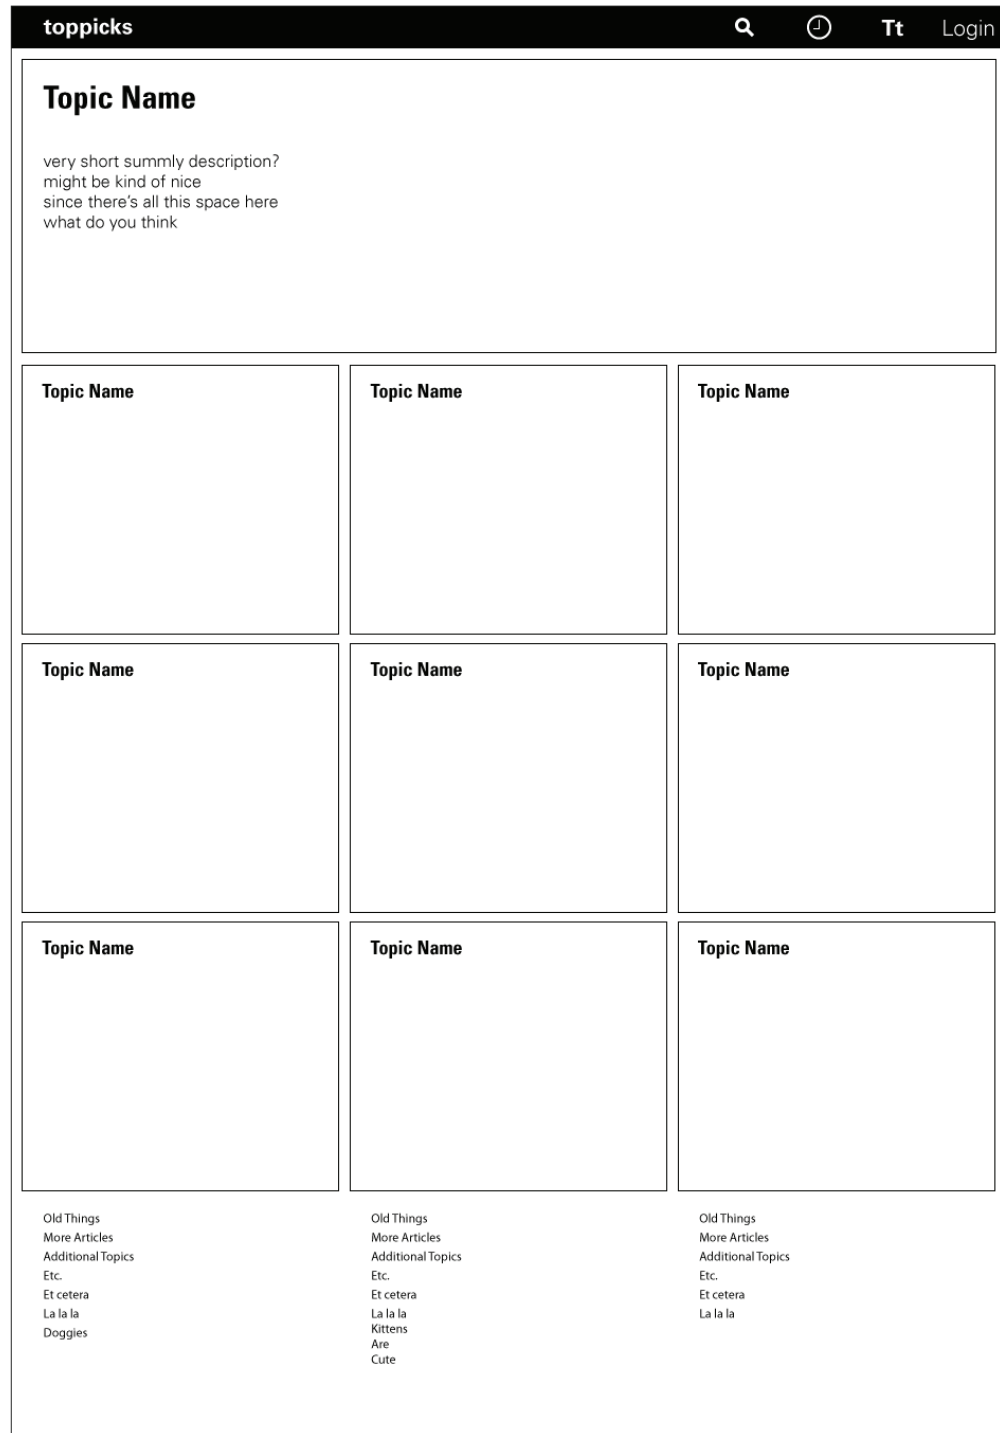 toppicks
Tt
Login
Topic Name
very short summly description?
might be kind of nice
since there's all this space here
what do you think
Topic Name
Topic Name
Topic Name
Topic Name
Topic Name
Topic Name
Topic Name
Topic Name
Topic Name
Old Things
More Articles
Additional Topics
Etc.
Et cetera
La la la
Doggies
Old Things
More Articles
Additional Topics
Etc.
Et cetera
La la la
Kittens
Are
Cute
Old Things
More Articles
Additional Topics
Etc.
Et cetera
La la la